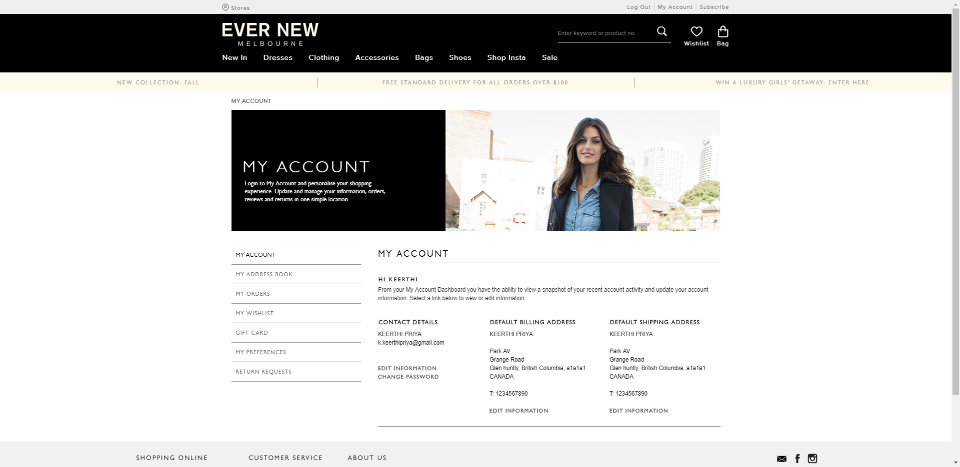 Stores
Log Out | My Account | Subscribe
EVER NEW
MELBOURNE
Enter keyword or product no.
Wishlist Bag
New In Dresses Clothing Accessories Bags Shoes Shop Insta Sale
NEW COLLECTION: FALL | FREE STANDARD DELIVERY FOR ALL ORDERS OVER $100 | WIN A LUXURY GIRLS' GETAWAY: ENTER HERE
MY ACCOUNT
MY ACCOUNT
Login to My Account and personalise your shopping
experience. Update and manage your information, orders,
reviews and returns in one simple location
MY ACCOUNT
MY ADDRESS BOOK
MY ORDERS
MY WISHLIST
GIFT CARD
MY PREFERENCES
RETURN REQUESTS
MY ACCOUNT
HI KEERTHI
From your My Account Dashboard you have the ability to view a snapshot of your recent account activity and update your account
information. Select a link below to view or edit information
CONTACT DETAILS
KEERTHI PRIYA
k.keerthipriya@gmail.com
EDIT INFORMATION
CHANGE PASSWORD
DEFAULT BILLING ADDRESS
KEERTHI PRIYA
Park AV
Grange Road
Glen huntly, British Columbia, a1a1a1
CANADA
T: 1234567890
EDIT INFORMATION
DEFAULT SHIPPING ADDRESS
KEERTHI PRIYA
Park AV
Grange Road
Glen huntly, British Columbia, a1a1a1
CANADA
T: 1234567890
EDIT INFORMATION
SHOPPING ONLINE CUSTOMER SERVICE ABOUT US